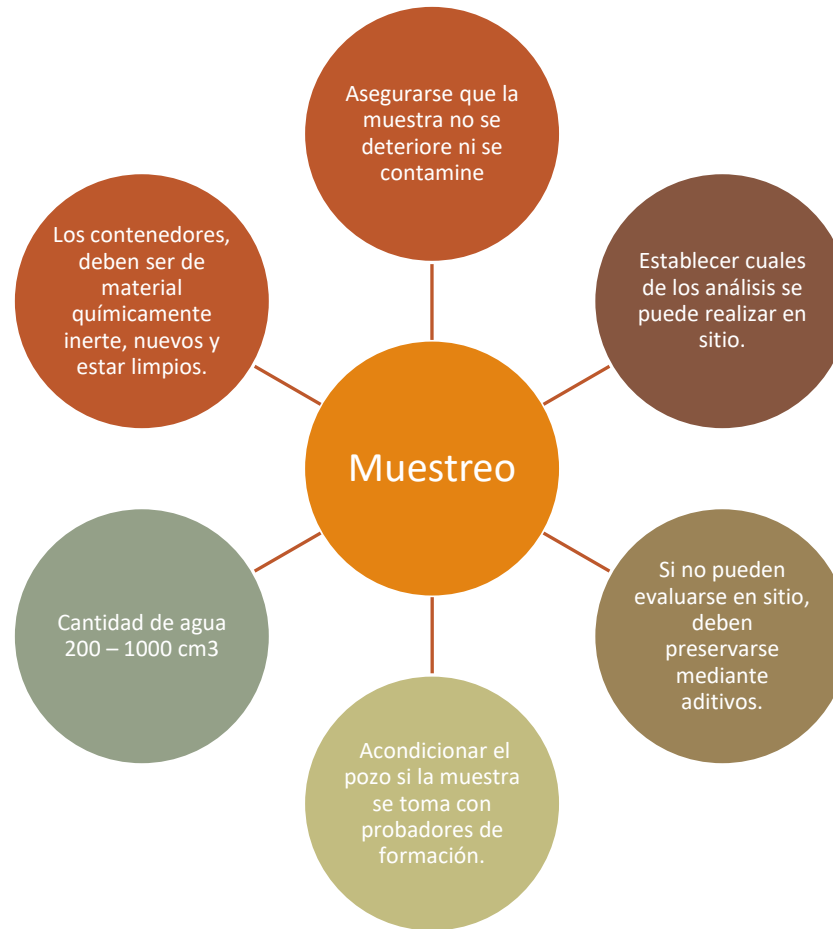 Asegurarse que la
muestra no se
deteriore ni se
contamine
Establecer cuales
de los análisis se
puede realizar en
sitio.
Si no pueden
evaluarse en sitio,
deben
preservarse
mediante
aditivos.
Acondicionar el
pozo si la muestra
se toma con
probadores de
formación.
Cantidad de agua
200 – 1000 cm3
Los contenedores,
deben ser de
material
químicamente
inerte, nuevos y
estar limpios.
Muestreo